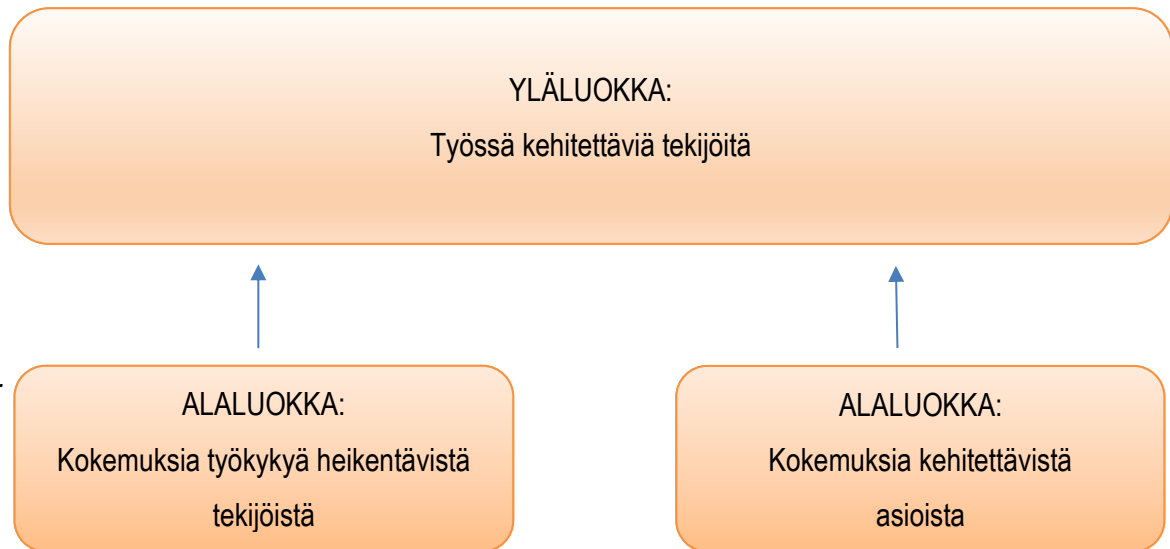 YLÄLUOKKA:
Työssä kehitettäviä tekijöitä
ALALUOKKA:
Kokemuksia työkykyä heikentävistä
tekijöistä
ALALUOKKA:
Kokemuksia kehitettävistä
asioista